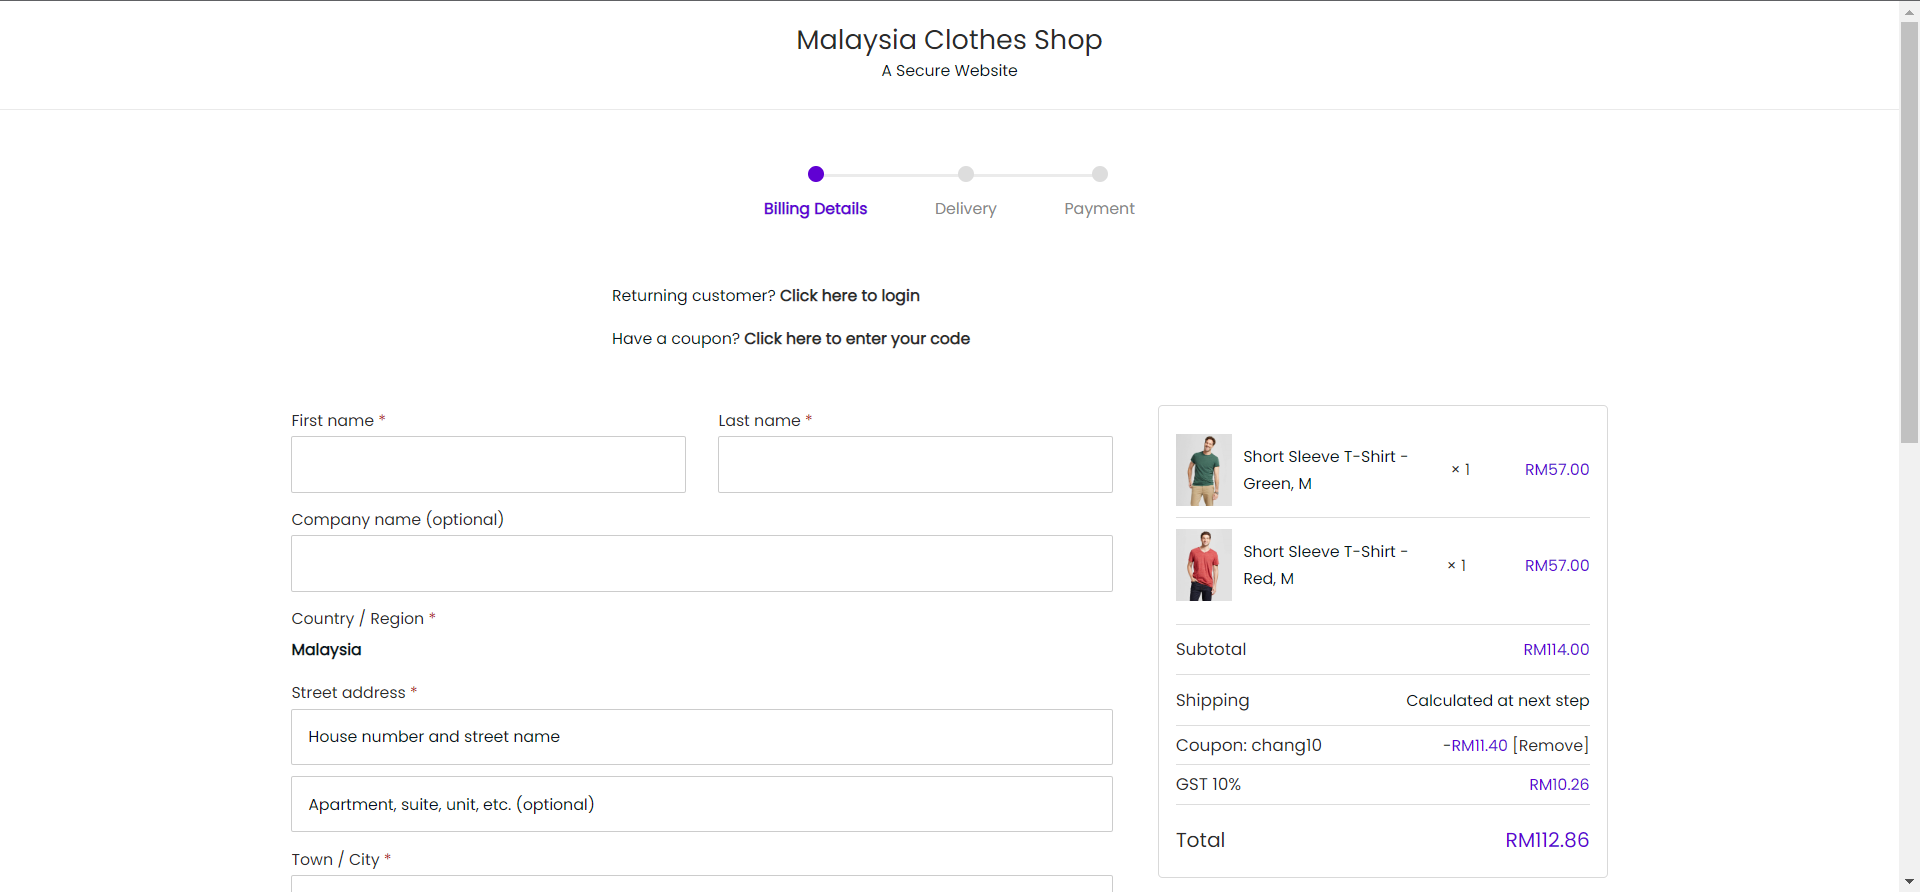 Malaysia Clothes Shop
A Secure Website
Billing Details
Delivery
Payment
Returning customer? Click here to login
Have a coupon? Click here to enter your code
First name *
Last name *
Company name (optional)
Country / Region *
Malaysia
Street address *
House number and street name
Apartment, suite, unit, etc. (optional)
Town / City *
Short Sleeve T-Shirt -
Green, M
× 1
RM57.00
Short Sleeve T-Shirt -
Red, M
× 1
RM57.00
Subtotal RM114.00
Shipping Calculated at next step
Coupon: chang10 -RM11.40 [Remove]
GST 10% RM10.26
Total RM112.86